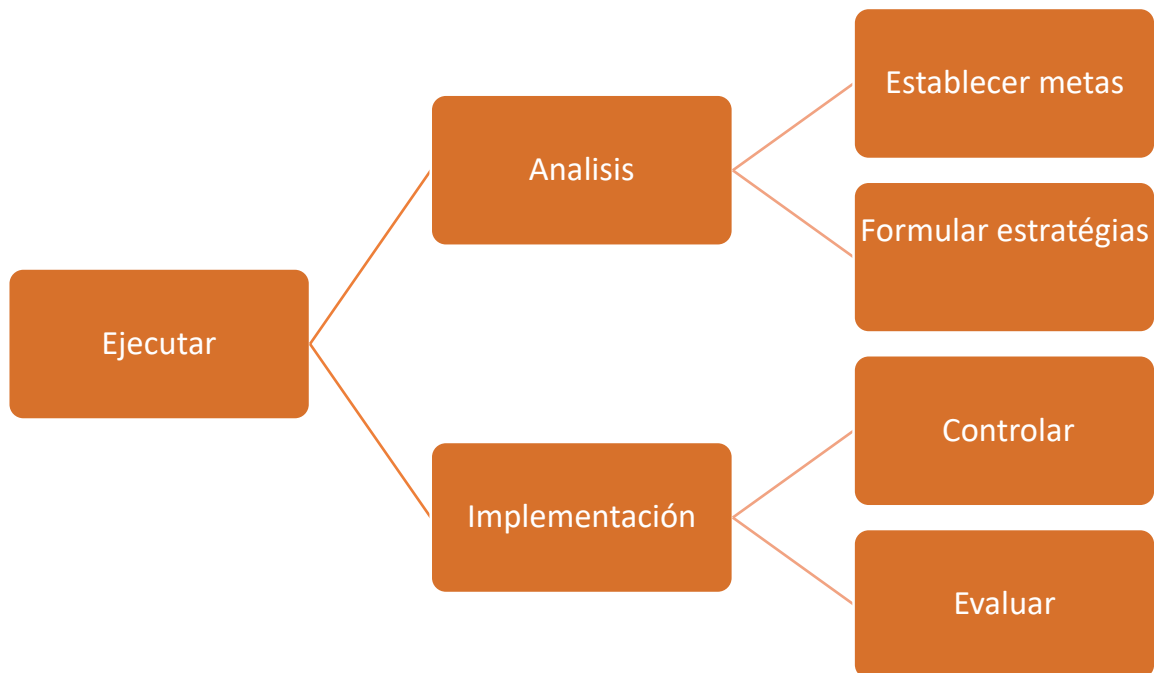 Establecer metas
Analisis
Formular estratégias
Ejecutar
Controlar
Implementación
Evaluar